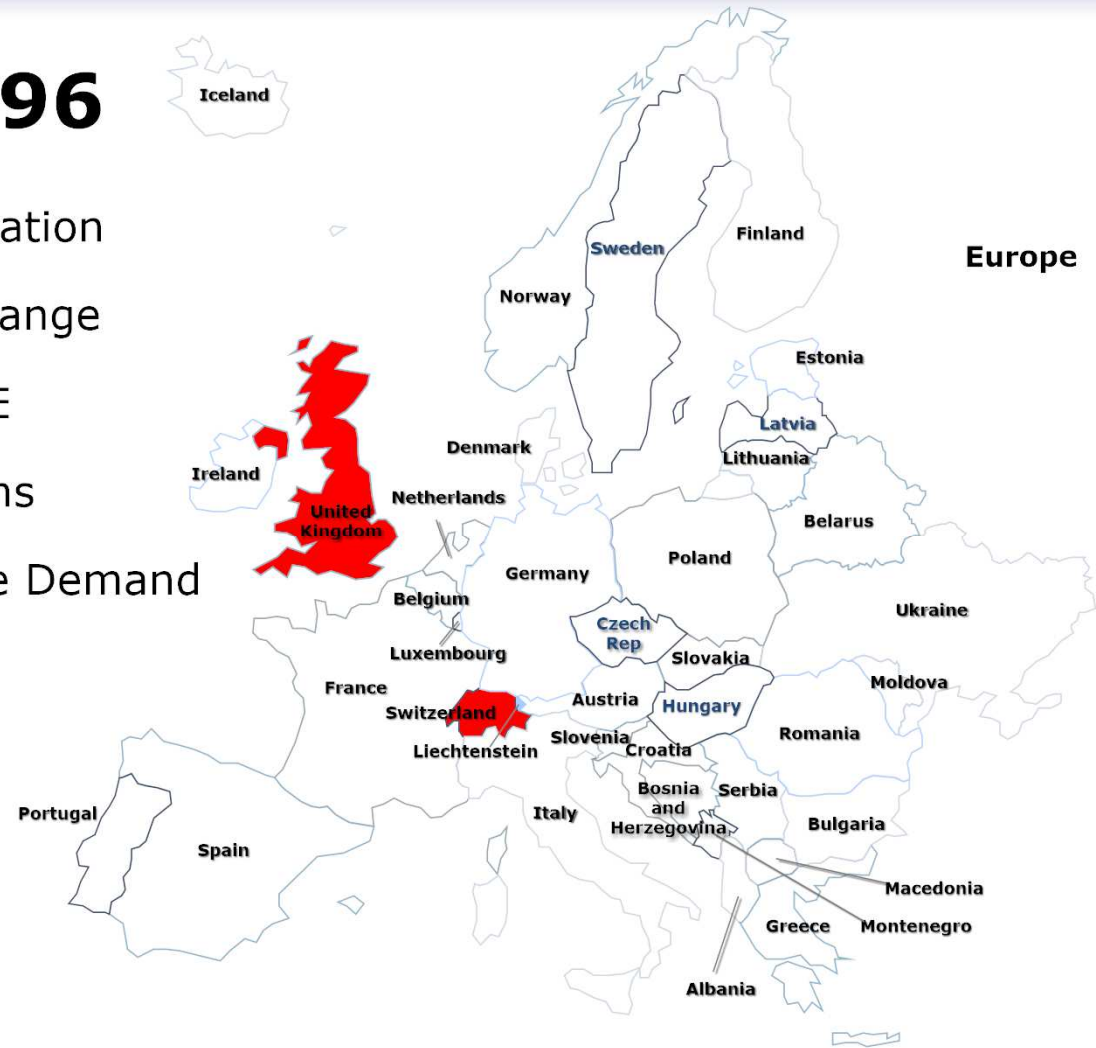 96
ation
ange
E
ns
e Demand
Iceland
Sweden
Finland
Norway
Europe
Estonia
Latvia
Lithuania
Denmark
Ireland
Netherlands
United
Kingdom
Belarus
Poland
Germany
Belgium
Ukraine
Czech
Rep
Luxembourg
Slovakia
Moldova
France
Austria
Hungary
Switzerland
Romania
Slovenia
Liechtenstein
Croatia
Bosnia
and
Herzegovina
Serbia
Portugal
Italy
Bulgaria
Spain
Macedonia
Greece
Montenegro
Albania